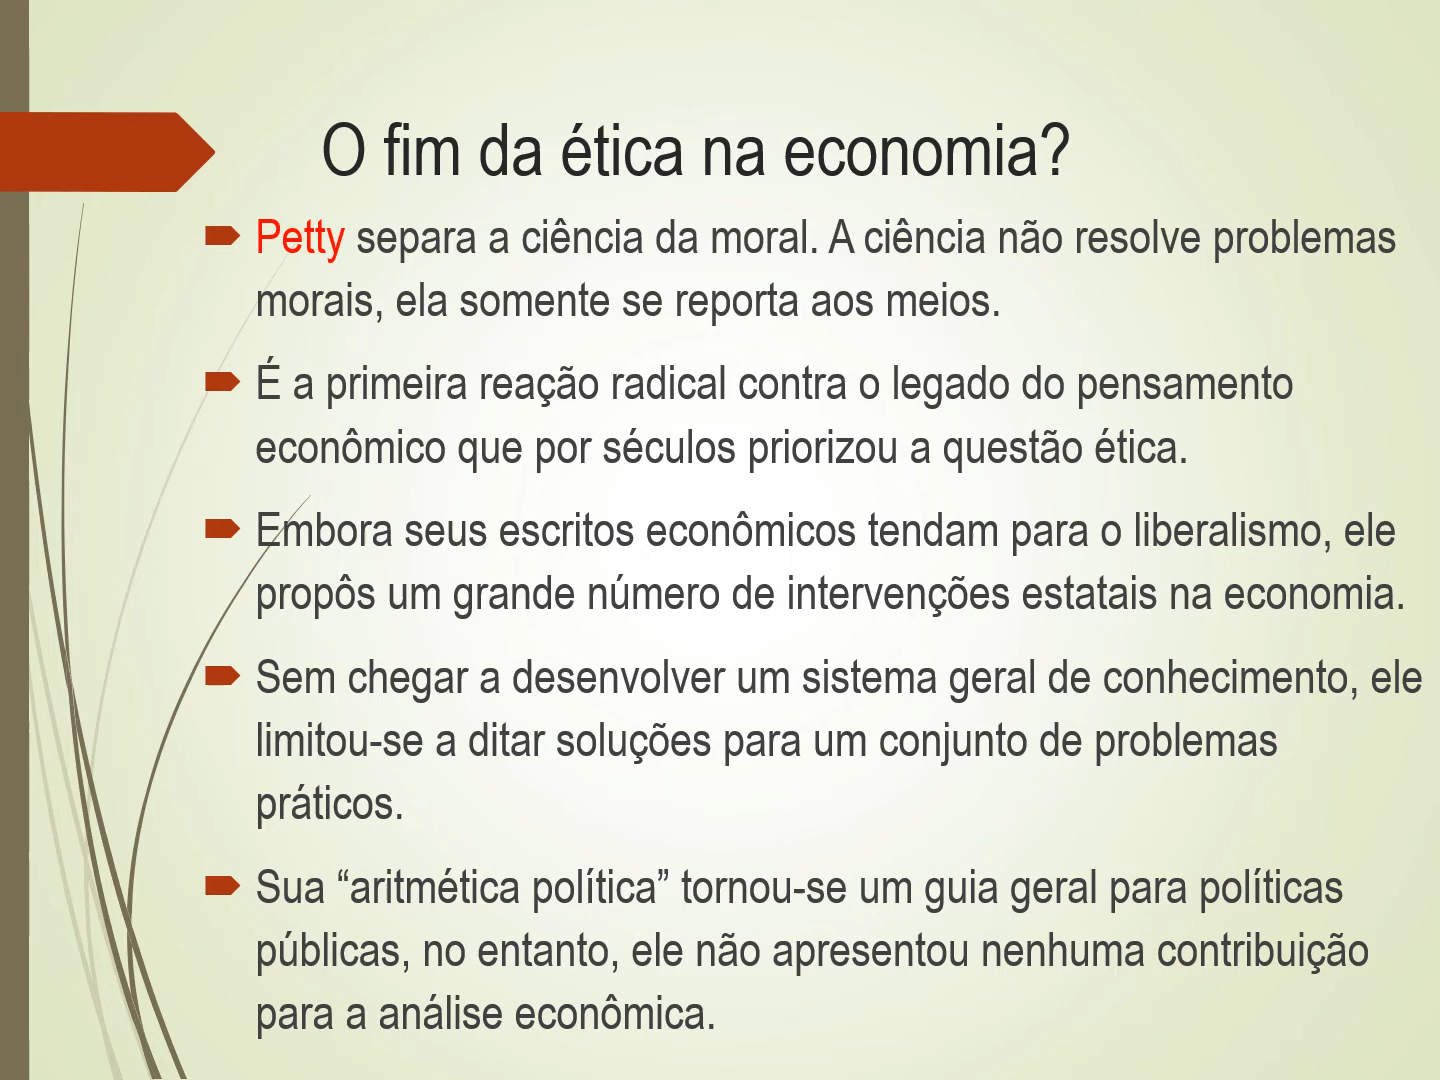 O fim da ética na economia?
Petty separa a ciência da moral. A ciência não resolve problemas
morais, ela somente se reporta aos meios.
É a primeira reação radical contra o legado do pensamento
econômico que por séculos priorizou a questão ética.
Embora seus escritos econômicos tendam para o liberalismo, ele
propôs um grande número de intervenções estatais na economia.
Sem chegar a desenvolver um sistema geral de conhecimento, ele
limitou-se a ditar soluções para um conjunto de problemas
práticos.
Sua “aritmética política” tornou-se um guia geral para políticas
públicas, no entanto, ele não apresentou nenhuma contribuição
para a análise econômica.